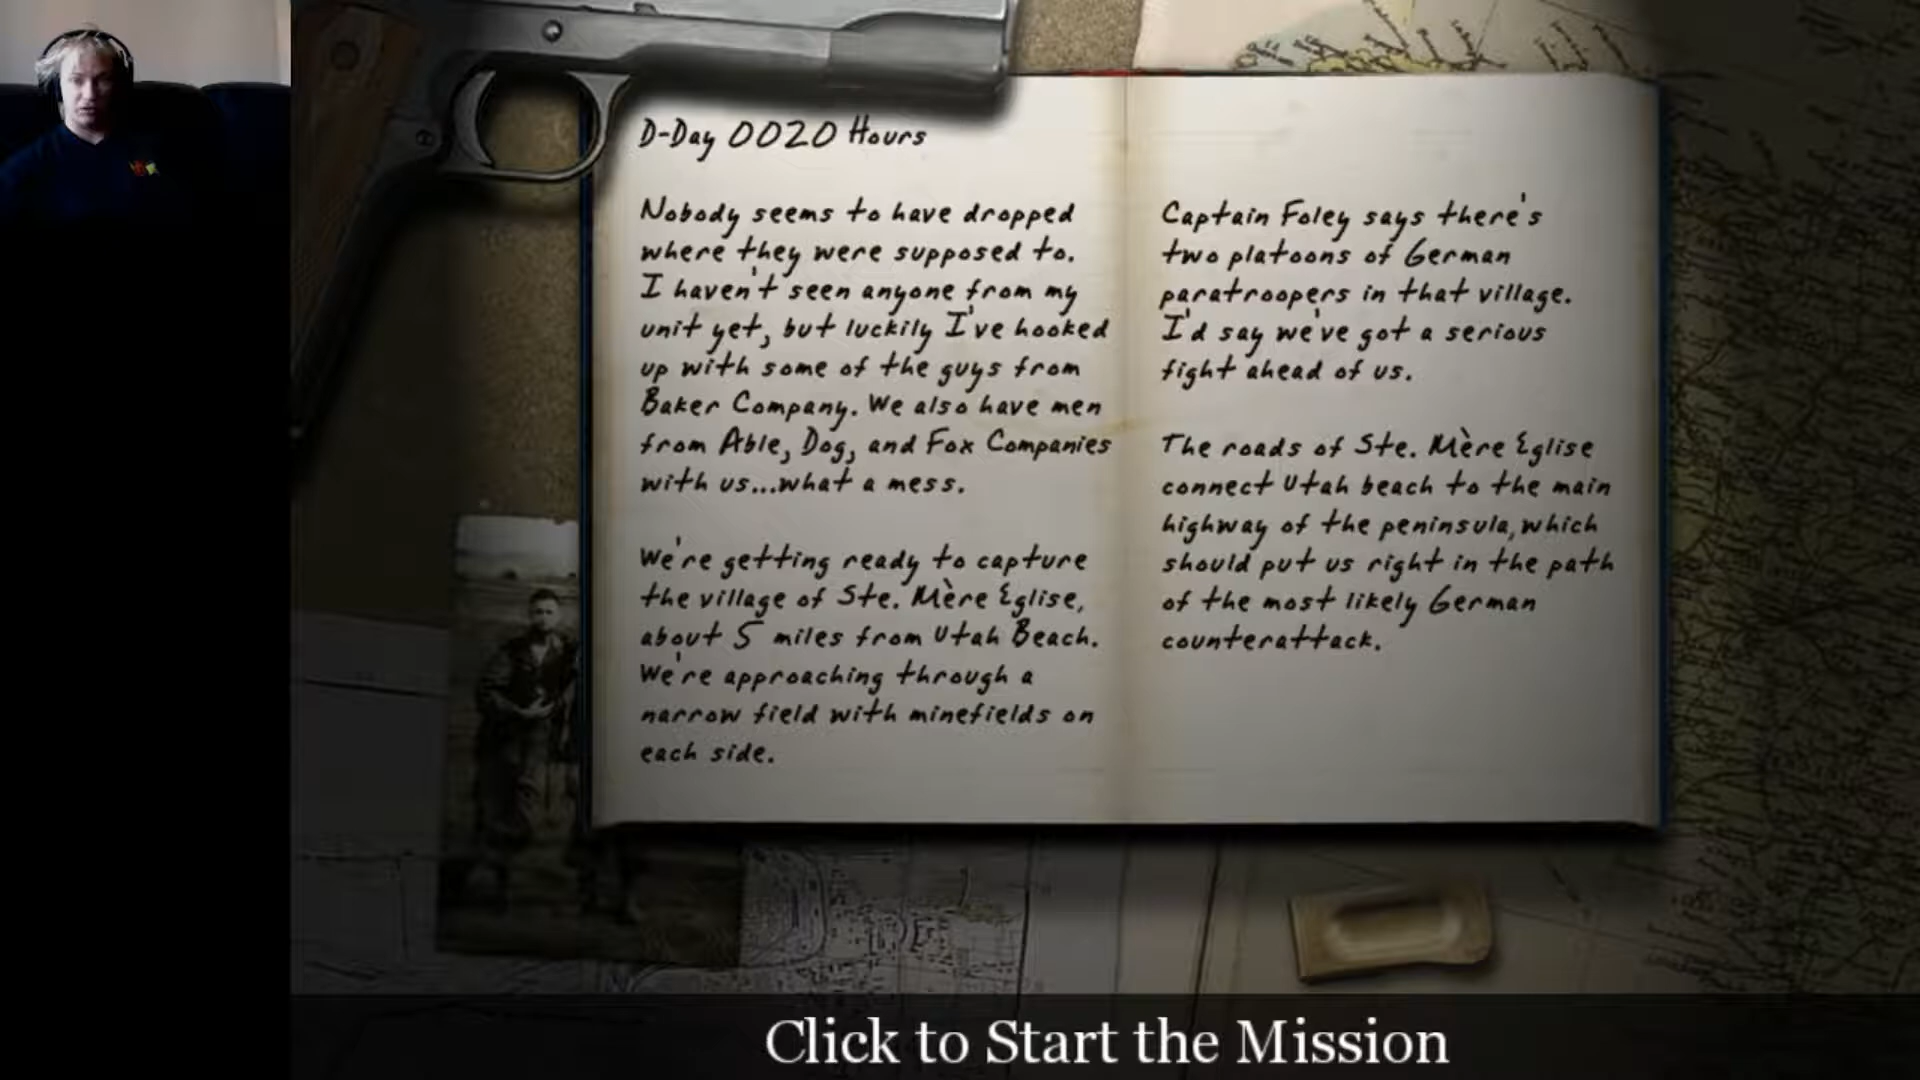 D-Day 0020 Hours
Nobody seems to have dropped
where they were supposed to.
I haven't seen anyone from my
unit yet, but luckily I've hooked
up with some of the guys from
Baker Company. We also have men
from Able, Dog, and Fox Companies
with us...what a mess.
We're getting ready to capture
the village of Ste. Mère Eglise,
about 5 miles from Utah Beach.
We're approaching through a
narrow field with minefields on
each side.
Captain Foley says there's
two platoons of German
paratroopers in that village.
I'd say we've got a serious
fight ahead of us.
The roads of Ste. Mère Eglise
connect Utah beach to the main
highway of the peninsula, which
should put us right in the path
of the most likely German
counterattack.
Click to Start the Mission